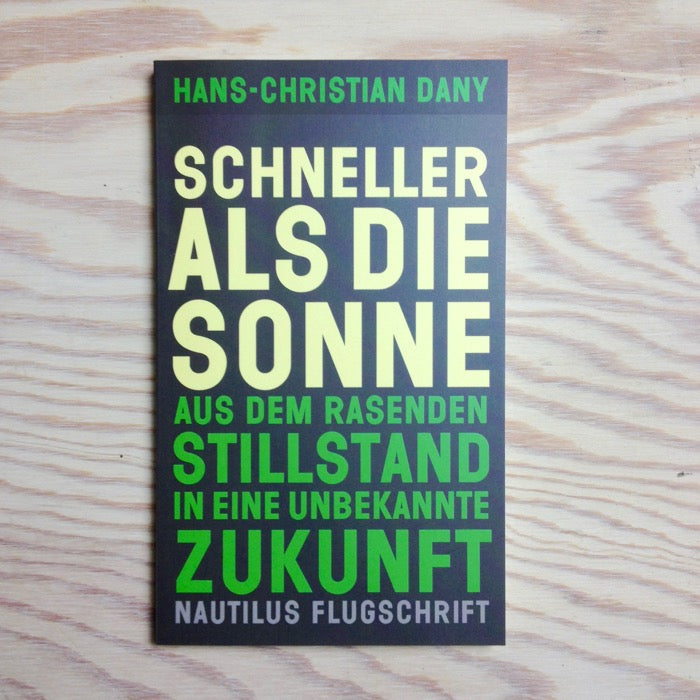 HANS-CHRISTIAN DANY
SCHNELLER
ALS DIE
SONNE
AUS DEM RASENDEN
STILLSTAND
IN EINE UNBEKANNTE
ZUKUNFT
NAUTILUS FLUGSCHRIFT